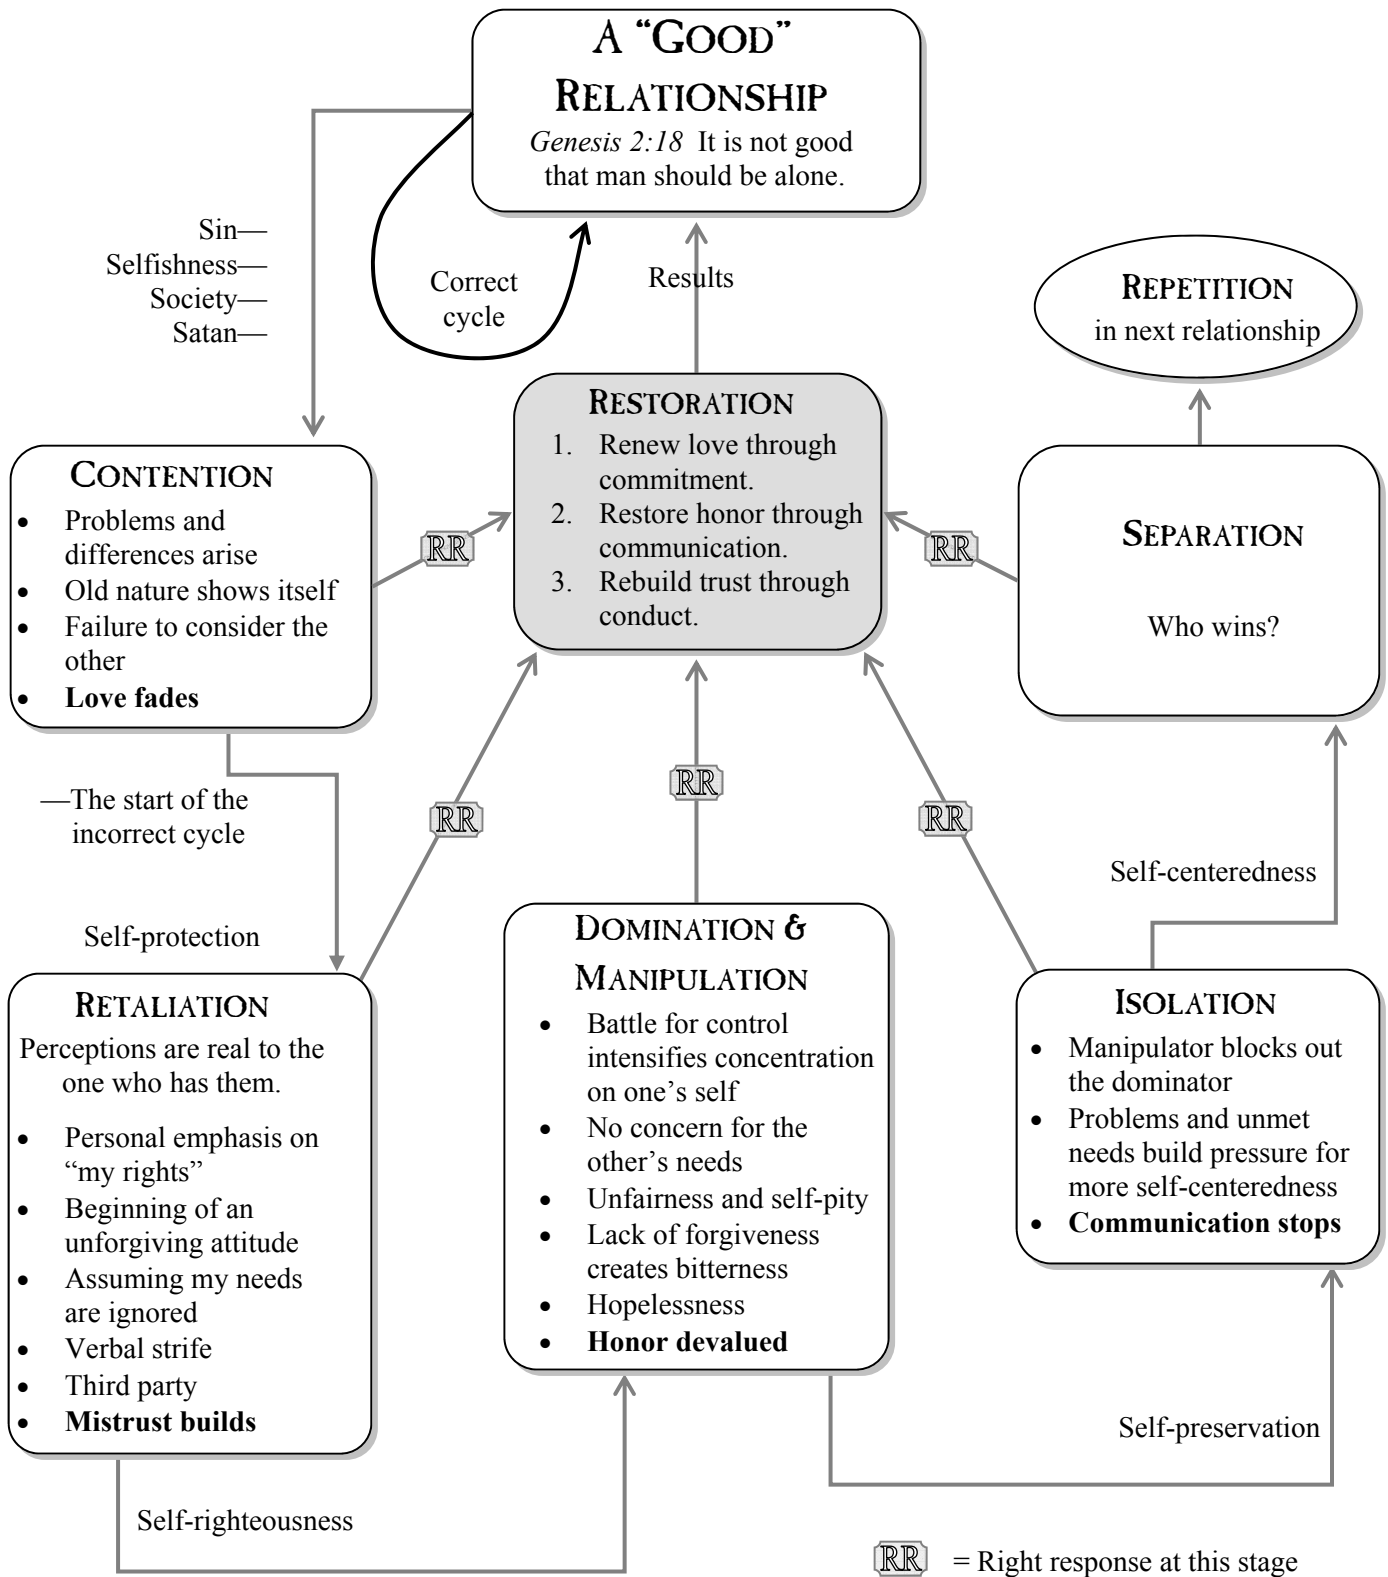 A “GOOD”
RELATIONSHIP
Genesis 2:18 It is not good
that man should be alone.
Sin—
Selfishness—
Society—
Satan—
Correct
cycle
Results
REPETITION
in next relationship
RESTORATION
1. Renew love through
commitment.
2. Restore honor through
communication.
3. Rebuild trust through
conduct.
CONTENTION
• Problems and
differences arise
• Old nature shows itself
• Failure to consider the
other
• Love fades
RR
RR
SEPARATION
Who wins?
—The start of the
incorrect cycle
RR
RR
RR
Self-protection
Self-centeredness
RETALIATION
Perceptions are real to the
one who has them.
• Personal emphasis on
“my rights”
• Beginning of an
unforgiving attitude
• Assuming my needs
are ignored
• Verbal strife
• Third party
• Mistrust builds
DOMINATION &
MANIPULATION
• Battle for control
intensifies concentration
on one’s self
• No concern for the
other’s needs
• Unfairness and self-pity
• Lack of forgiveness
creates bitterness
• Hopelessness
• Honor devalued
ISOLATION
• Manipulator blocks out
the dominator
• Problems and unmet
needs build pressure for
more self-centeredness
• Communication stops
Self-preservation
Self-righteousness
RR = Right response at this stage